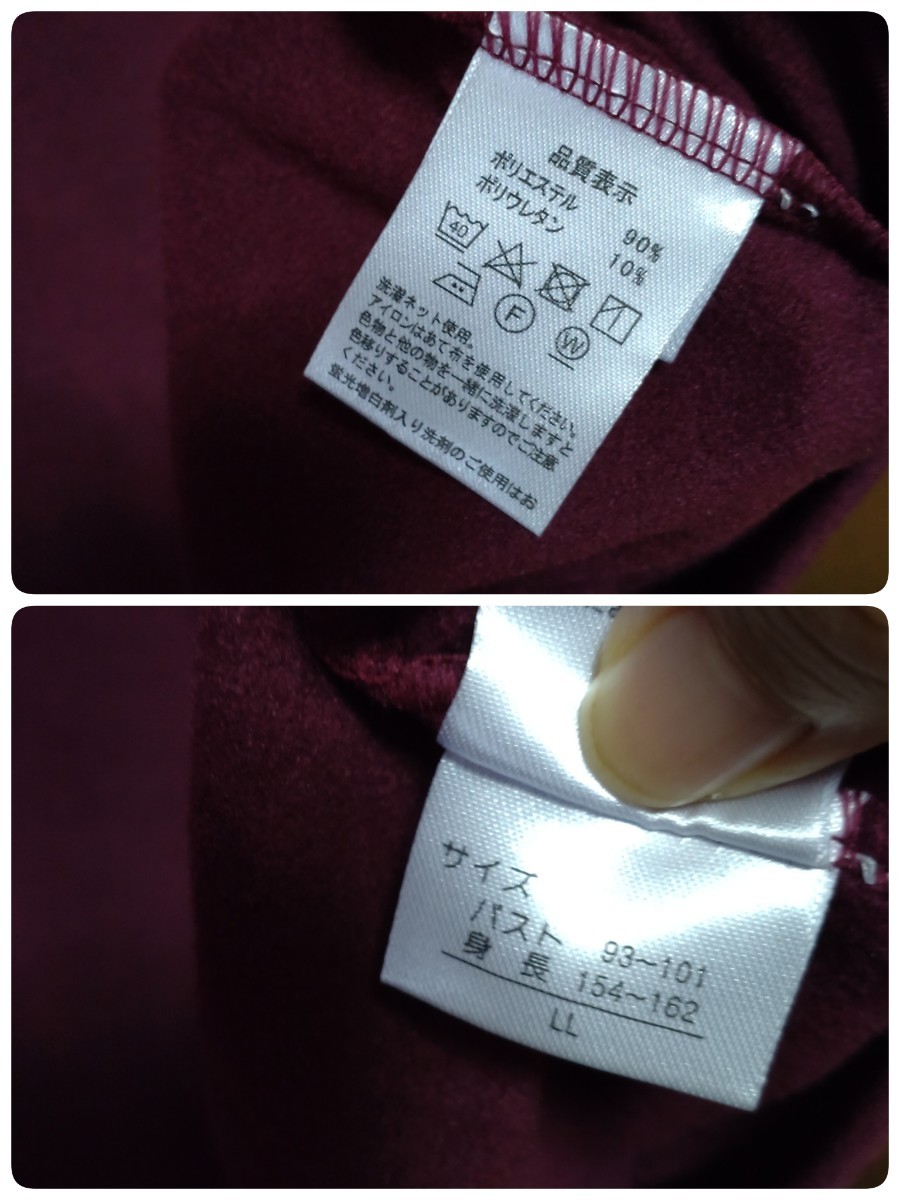 品質表示
ポリエステル 90%
ポリウレタン 10%
40
F W
洗濯ネット使用。
アイロンはあて布を使用してください。
色物と他の物を一緒に洗濯しますと
色移りすることがありますのでご注意
ください。
蛍光増白剤入り洗剤のご使用はお
サイズ
バスト 93~101
身長 154~162
LL